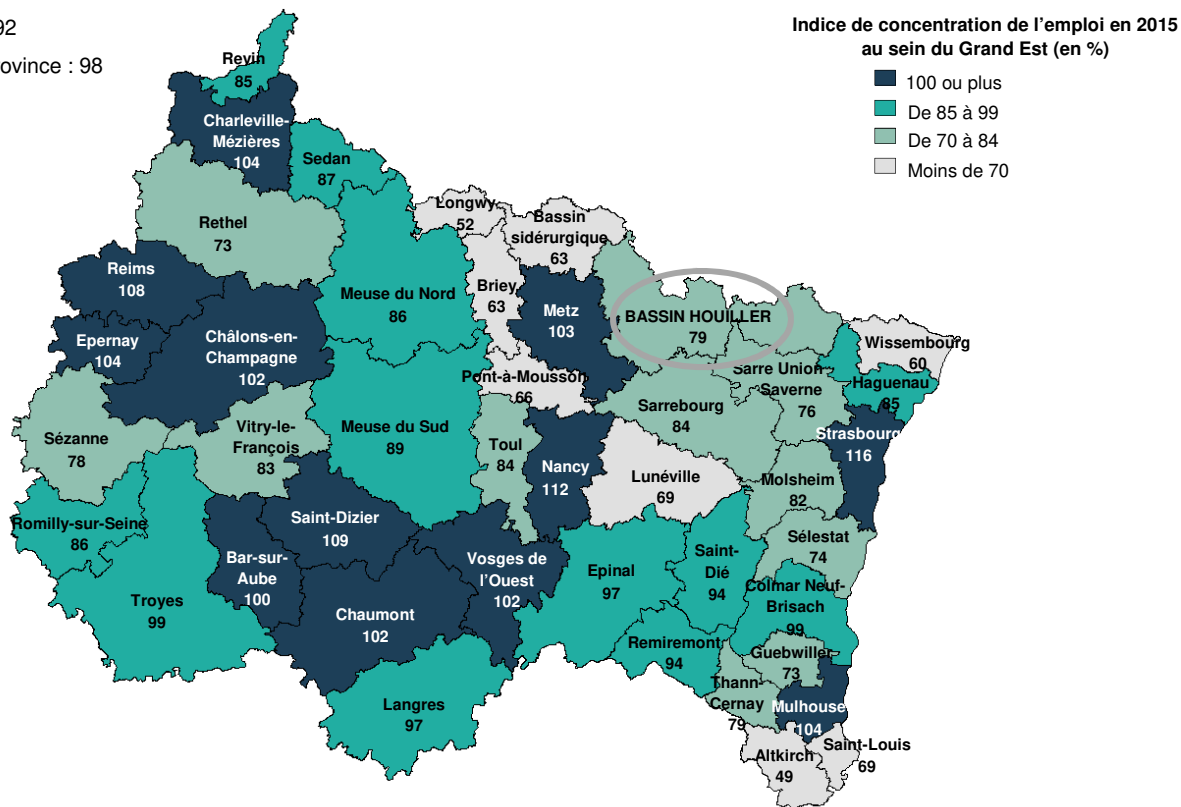 92
ovince : 98
Indice de concentration de l'emploi en 2015
au sein du Grand Est (en %)
100 ou plus
De 85 à 99
De 70 à 84
Moins de 70
Revin
85
Charleville-
Mézières
104
Sedan
87
Rethel
73
Longwy
52
Bassin
sidérurgique
63
Reims
108
Briey
63
Meuse du Nord
86
Metz
103
BASSIN HOUILLER
79
Epernay
104
Châlons-en-
Champagne
102
Wissembourg
60
Pont-à-Mousson
66
Sarre Union-
Saverne
76
Haguenau
85
Sarrebourg
84
Sézanne
78
Vitry-le-
François
83
Meuse du Sud
89
Toul
84
Nancy
112
Strasbourg
116
Lunéville
69
Molsheim
82
Romilly-sur-Seine
86
Saint-Dizier
109
Sélestat
74
Bar-sur-
Aube
100
Vosges de
l'Ouest
102
Epinal
97
Saint-
Dié
94
Colmar Neuf-
Brisach
99
Troyes
99
Chaumont
102
Remiremont
94
Guebwiller
73
Thann-
Cernay
79
Langres
97
Mulhouse
104
Altkirch
49
Saint-Louis
69